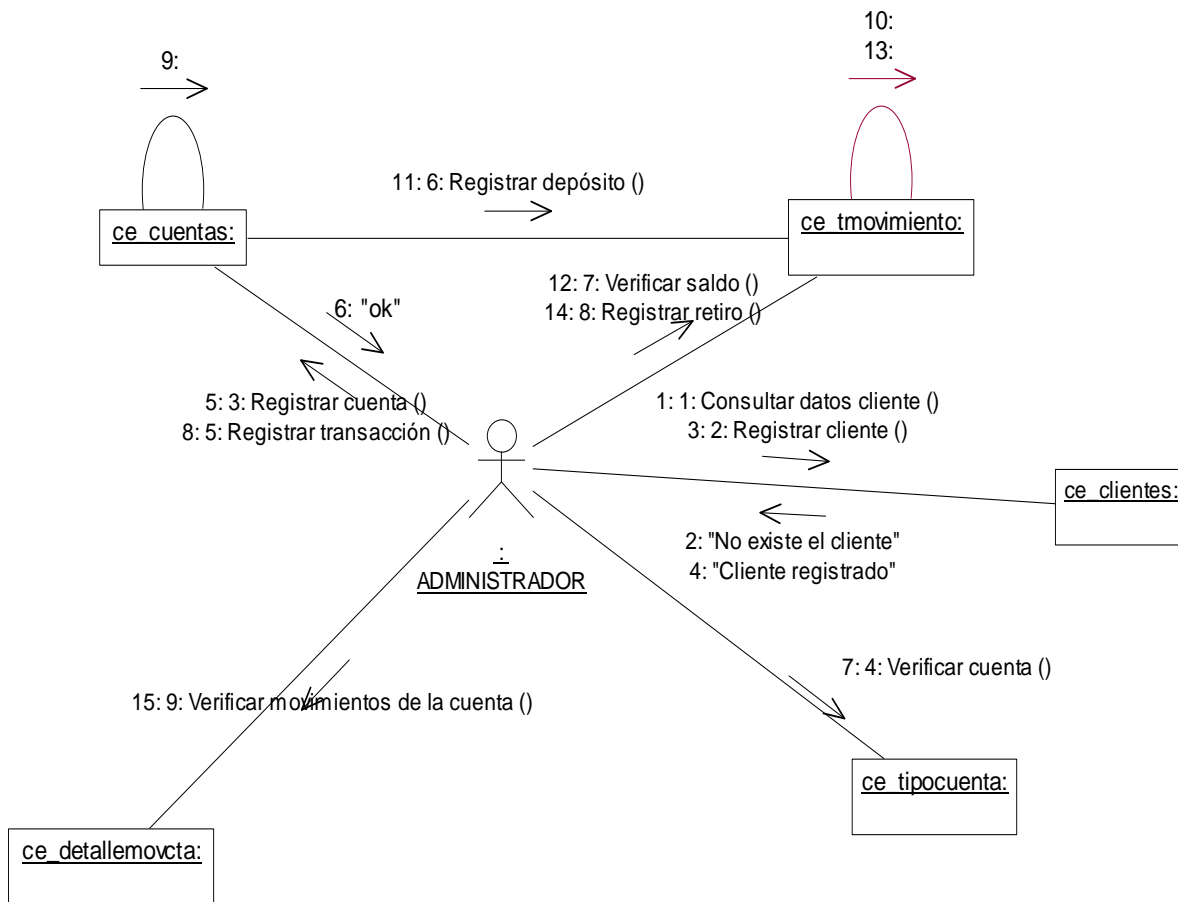 10:
13:
9:
11: 6: Registrar depósito ()
ce_cuentas:
ce_tmovimiento:
12: 7: Verificar saldo ()
14: 8: Registrar retiro ()
6: "ok"
5: 3: Registrar cuenta ()
8: 5: Registrar transacción ()
1: 1: Consultar datos cliente ()
3: 2: Registrar cliente ()
ce_clientes:
2: "No existe el cliente"
4: "Cliente registrado"
:
ADMINISTRADOR
7: 4: Verificar cuenta ()
15: 9: Verificar movimientos de la cuenta ()
ce_tipocuenta:
ce_detallemovcta: